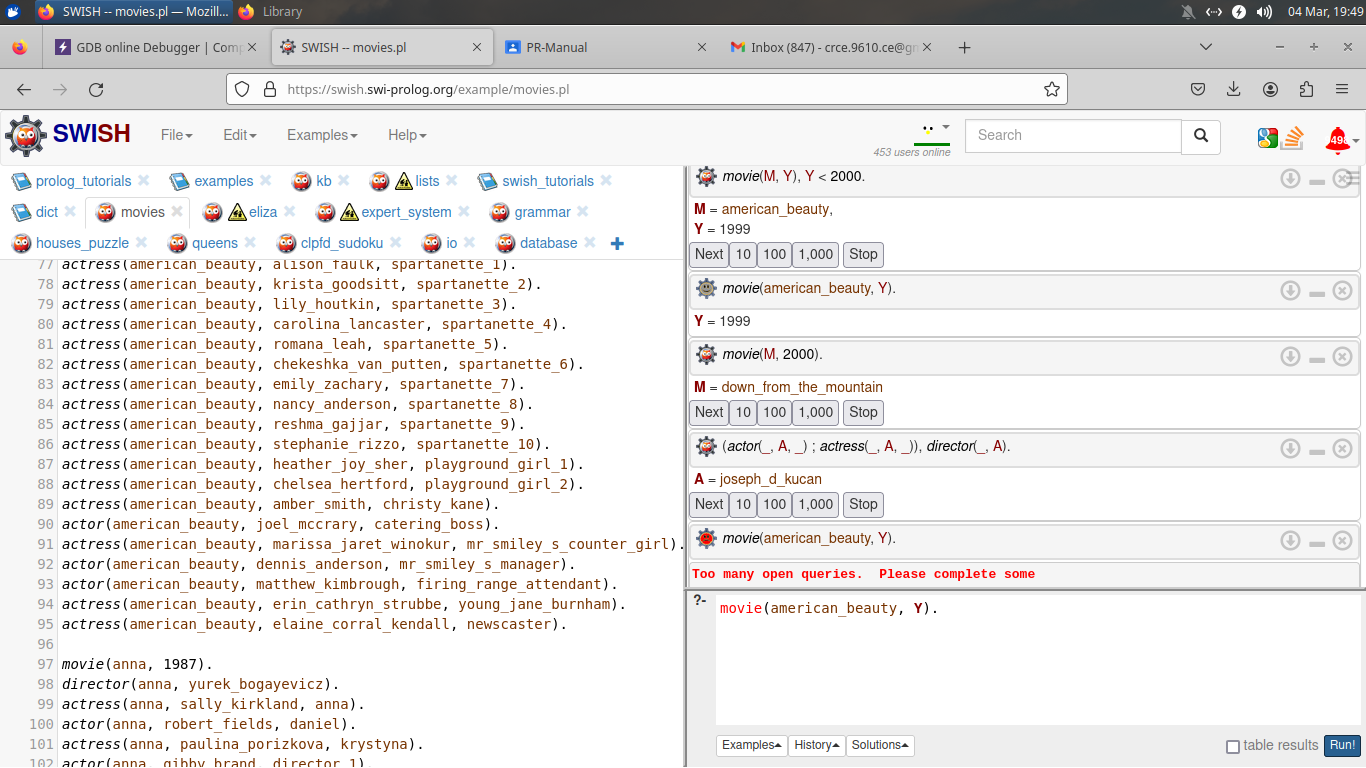 SWISH -- movies.pl — Mozill...
Library
04 Mar, 19:49
GDB online Debugger | Com
SWISH -- movies.pl
PR-Manual
Inbox (847) - crce.9610.ce@g
https://swish.swi-prolog.org/example/movies.pl
SWISH
File
Edit
Examples
Help
453 users online
Search
prolog_tutorials
examples
kb
lists
swish_tutorials
dict
movies
eliza
expert_system
grammar
houses_puzzle
queens
clpfd_sudoku
io
database
77 actress(american_beauty, alison_faulk, spartanette_1).
78 actress(american_beauty, krista_goodsitt, spartanette_2).
79 actress(american_beauty, lily_houtkin, spartanette_3).
80 actress(american_beauty, carolina_lancaster, spartanette_4).
81 actress(american_beauty, romana_leah, spartanette_5).
82 actress(american_beauty, chekeshka_van_putten, spartanette_6).
83 actress(american_beauty, emily_zachary, spartanette_7).
84 actress(american_beauty, nancy_anderson, spartanette_8).
85 actress(american_beauty, reshma_gajjar, spartanette_9).
86 actress(american_beauty, stephanie_rizzo, spartanette_10).
87 actress(american_beauty, heather_joy_sher, playground_girl_1).
88 actress(american_beauty, chelsea_hertford, playground_girl_2).
89 actress(american_beauty, amber_smith, christy_kane).
90 actor(american_beauty, joel_mccrary, catering_boss).
91 actress(american_beauty, marissa_jaret_winokur, mr_smiley_s_counter_girl).
92 actor(american_beauty, dennis_anderson, mr_smiley_s_manager).
93 actor(american_beauty, matthew_kimbrough, firing_range_attendant).
94 actress(american_beauty, erin_cathryn_strubbe, young_jane_burnham).
95 actress(american_beauty, elaine_corral_kendall, newscaster).
96
97 movie(anna, 1987).
98 director(anna, yurek_bogayevicz).
99 actress(anna, sally_kirkland, anna).
100 actor(anna, robert_fields, daniel).
101 actress(anna, paulina_porizkova, krystyna).
102 actor(anna, gibby_brand, director_1).
movie(M, Y), Y < 2000.
M = american_beauty,
Y = 1999
Next 10 100 1,000 Stop
movie(american_beauty, Y).
Y = 1999
movie(M, 2000).
M = down_from_the_mountain
Next 10 100 1,000 Stop
(actor(_, A, _) ; actress(_, A, _)), director(_, A).
A = joseph_d_kucan
Next 10 100 1,000 Stop
movie(american_beauty, Y).
Too many open queries. Please complete some
?- movie(american_beauty, Y).
Examples
History
Solutions
table results
Run!